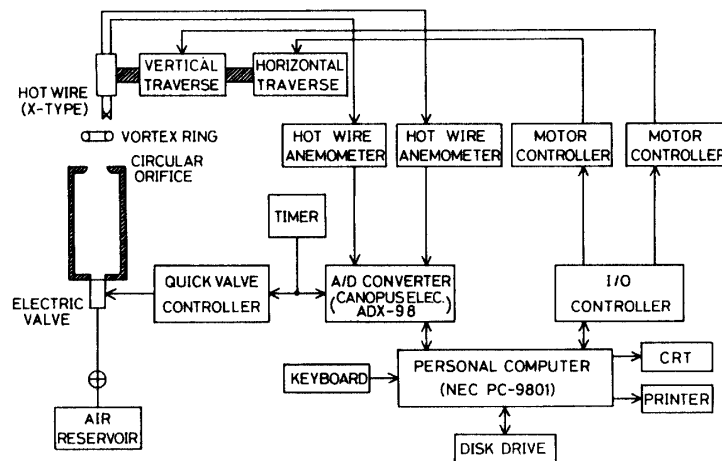 VERTICAL
TRAVERSE
HORIZONTAL
TRAVERSE
HOT WIRE
(X-TYPE)
VORTEX RING
CIRCULAR
ORIFICE
HOT WIRE
ANEMOMETER
HOT WIRE
ANEMOMETER
MOTOR
CONTROLLER
MOTOR
CONTROLLER
TIMER
QUICK VALVE
CONTROLLER
A/D CONVERTER
(CANOPUS ELEC.
ADX-98)
I/O
CONTROLLER
ELECTRIC
VALVE
KEYBOARD
PERSONAL COMPUTER
(NEC PC-9801)
CRT
PRINTER
AIR
RESERVOIR
DISK DRIVE